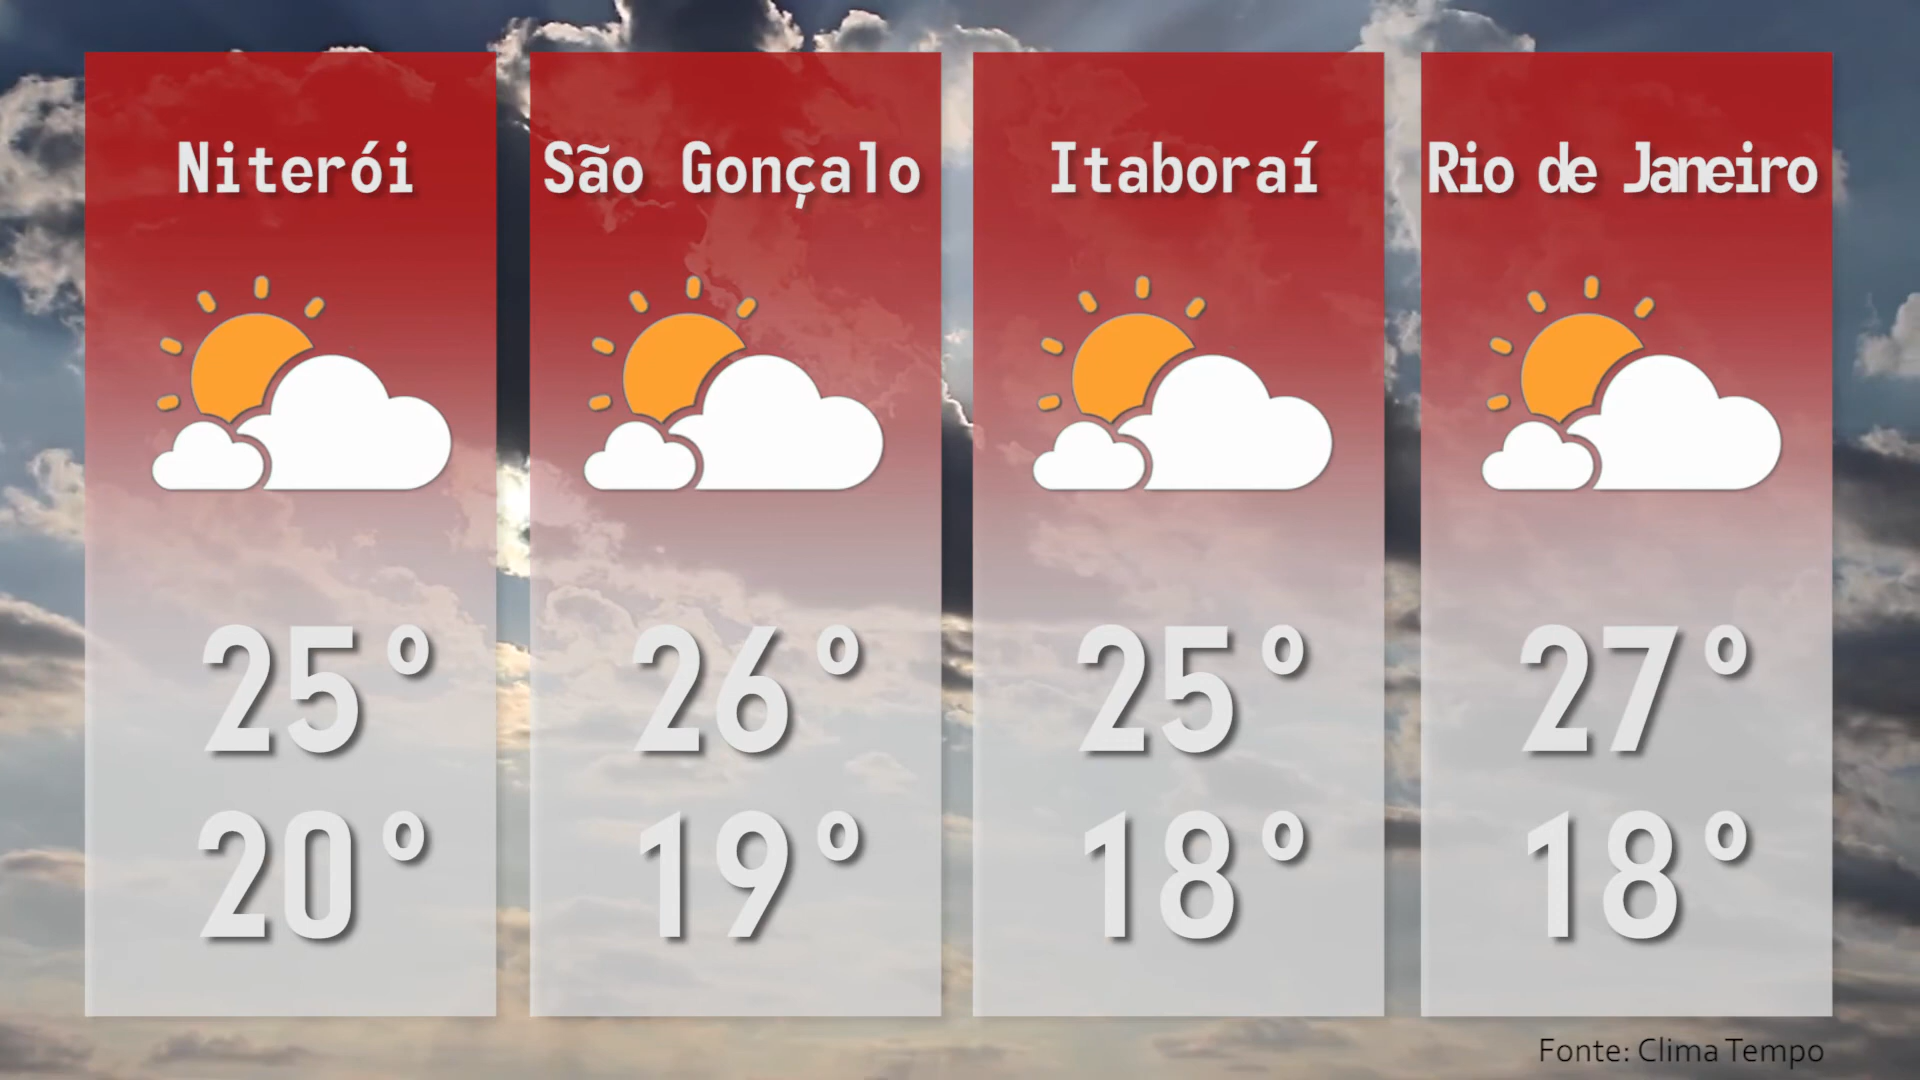 Niterói
25°
20°
São Gonçalo
26°
19°
Itaboraí
25°
18°
Rio de Janeiro
27°
18°
Fonte: Clima Tempo